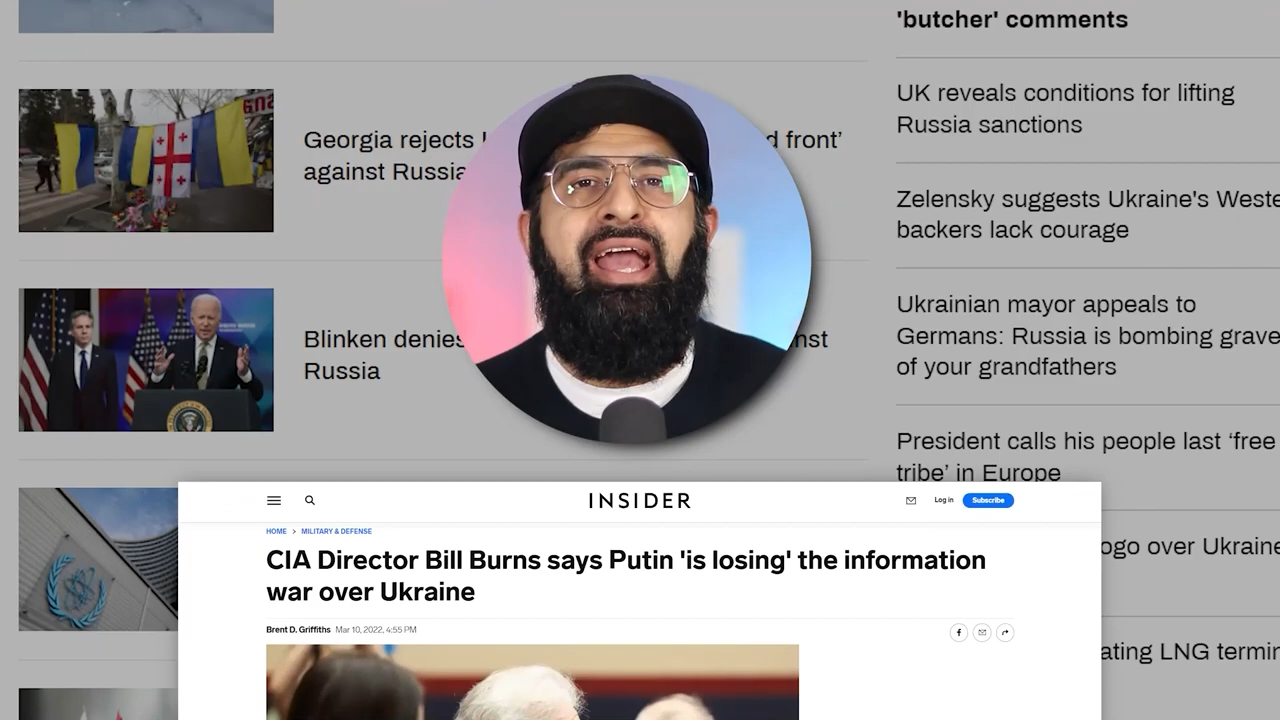 'butcher' comments
Georgia rejects
d front'
against Russia
UK reveals conditions for lifting
Russia sanctions
Zelensky suggests Ukraine's Weste
backers lack courage
Blinken denies
nst
Russia
Ukrainian mayor appeals to
Germans: Russia is bombing grave
of your grandfathers
President calls his people last ‘free
tribe’ in Europe
ogo over Ukraine
ating LNG termin
INSIDER
Log in
Subscribe
HOME > MILITARY & DEFENSE
CIA Director Bill Burns says Putin 'is losing' the information
war over Ukraine
Brent D. Griffiths Mar 10, 2022, 4:55 PM